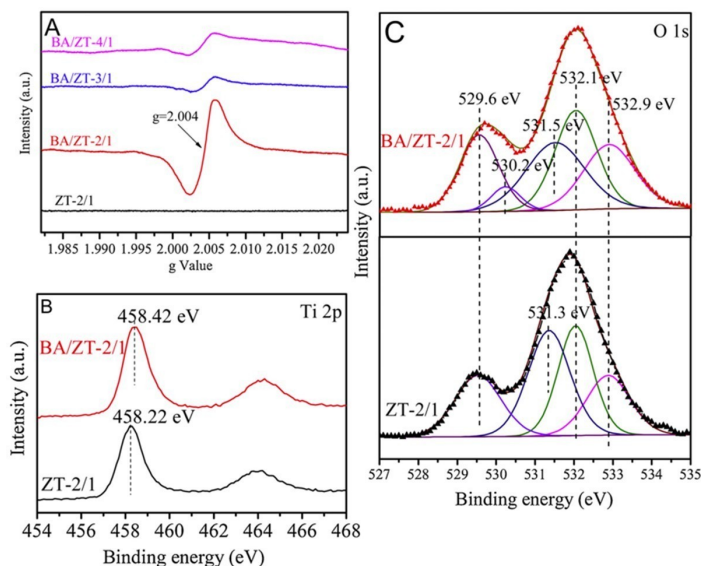 A
BA/ZT-4/1
BA/ZT-3/1
g=2.004
BA/ZT-2/1
ZT-2/1
Intensity (a.u.)
1.985 1.990 1.995 2.000 2.005 2.010 2.015 2.020
g Value
B
Ti 2p
458.42 eV
BA/ZT-2/1
458.22 eV
ZT-2/1
Intensity (a.u.)
454 456 458 460 462 464 466 468
Binding energy (eV)
C
O 1s
532.1 eV
529.6 eV
532.9 eV
531.5 eV
BA/ZT-2/1
530.2 eV
531.3 eV
ZT-2/1
Intensity (a.u.)
527 528 529 530 531 532 533 534 535
Binding energy (eV)